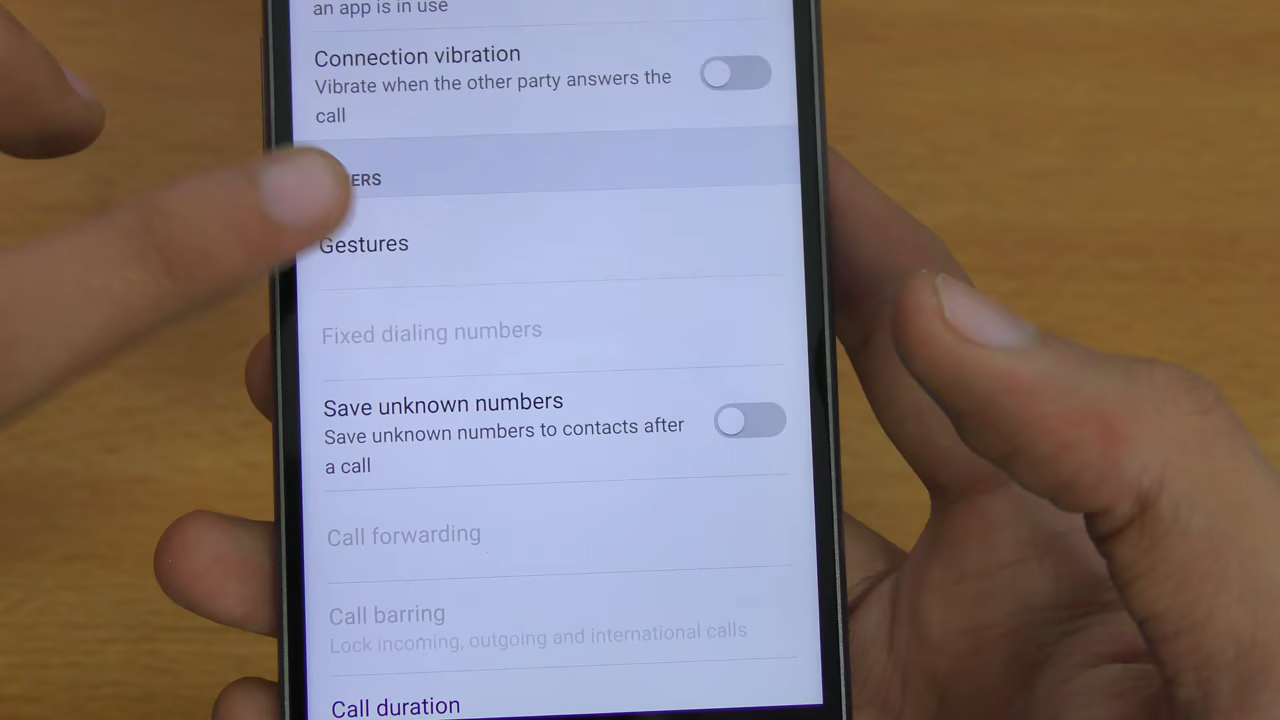 an app is in use
Connection vibration
Vibrate when the other party answers the
call
Gestures
Fixed dialing numbers
Save unknown numbers
Save unknown numbers to contacts after
a call
Call forwarding
Call barring
Lock incoming, outgoing and international calls
Call duration